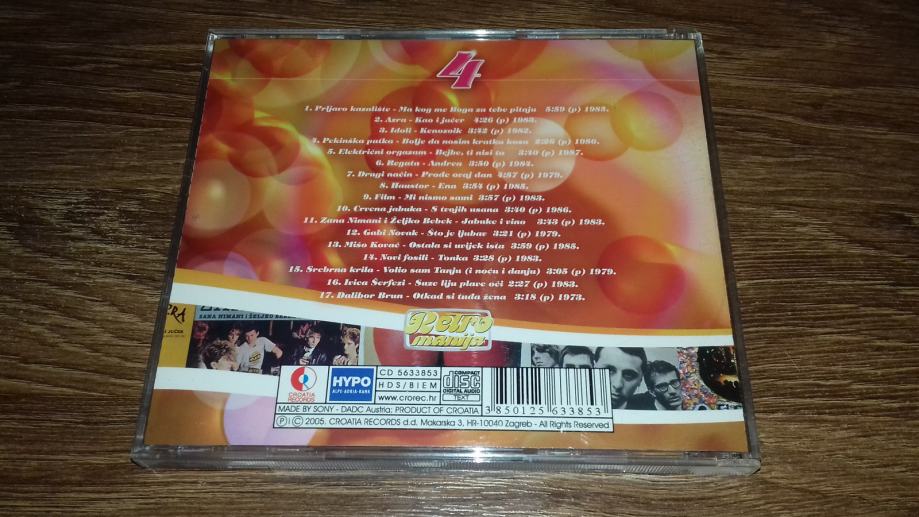 4
1. Prljavo kazalište - Ma kog me Boga za tebe pitaju 5:59 (p) 1985.
2. Azra - Kao i jučer 4:26 (p) 1983.
3. Idoli - Kenozoik 3:42 (p) 1982.
4. Pekinška patka - Bolje da nosim kratku kosu 2:26 (p) 1980.
5. Električni orgazam - Bejbe, ti nisi tu 3:40 (p) 1987.
6. Regata - Andrea 3:50 (p) 1984.
7. Drugi način - Prođe ovaj dan 4:57 (p) 1979.
8. Haustor - Ena 3:54 (p) 1985.
9. Film - Mi nismo sami 3:57 (p) 1983.
10. Crvena jabuka - S tvojih usana 3:40 (p) 1986.
11. Zana Nimani i Željko Bebek - Jabuke i vino 3:43 (p) 1983.
12. Gabi Novak - Što je ljubav 3:21 (p) 1979.
13. Mišo Kovač - Ostala si uvijek ista 3:59 (p) 1985.
14. Novi fosili - Tonka 3:28 (p) 1983.
15. Srebrna krila - Volio sam Tanju (i noću i danju) 3:05 (p) 1979.
16. Ivica Šerfezi - Suze liju plave oči 2:27 (p) 1983.
17. Dalibor Brun - Otkad si tuđa žena 3:18 (p) 1973.
ZANA NIMANI I ŽELJKO
Retro
manija
CROATIA
RECORDS
HYPO
ALPE-ADRIA-BANK
CD 5633853
HDS/BIEM
www.crorec.hr
COMPACT
disc
DIGITAL AUDIO
TEXT
3 850125 633853
MADE BY SONY - DADC Austria; PRODUCT OF CROATIA
(P) (C) 2005. CROATIA RECORDS d.d. Makarska 3, HR-10040 Zagreb - All Rights Reserved